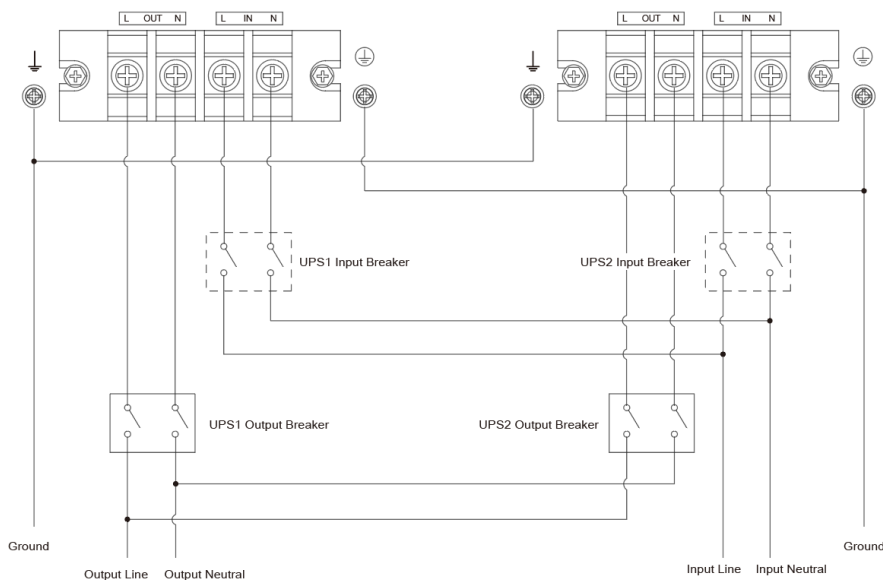 L OUT N L IN N
L OUT N L IN N
UPS1 Input Breaker
UPS2 Input Breaker
UPS1 Output Breaker
UPS2 Output Breaker
Ground
Ground
Output Line Output Neutral
Input Line Input Neutral